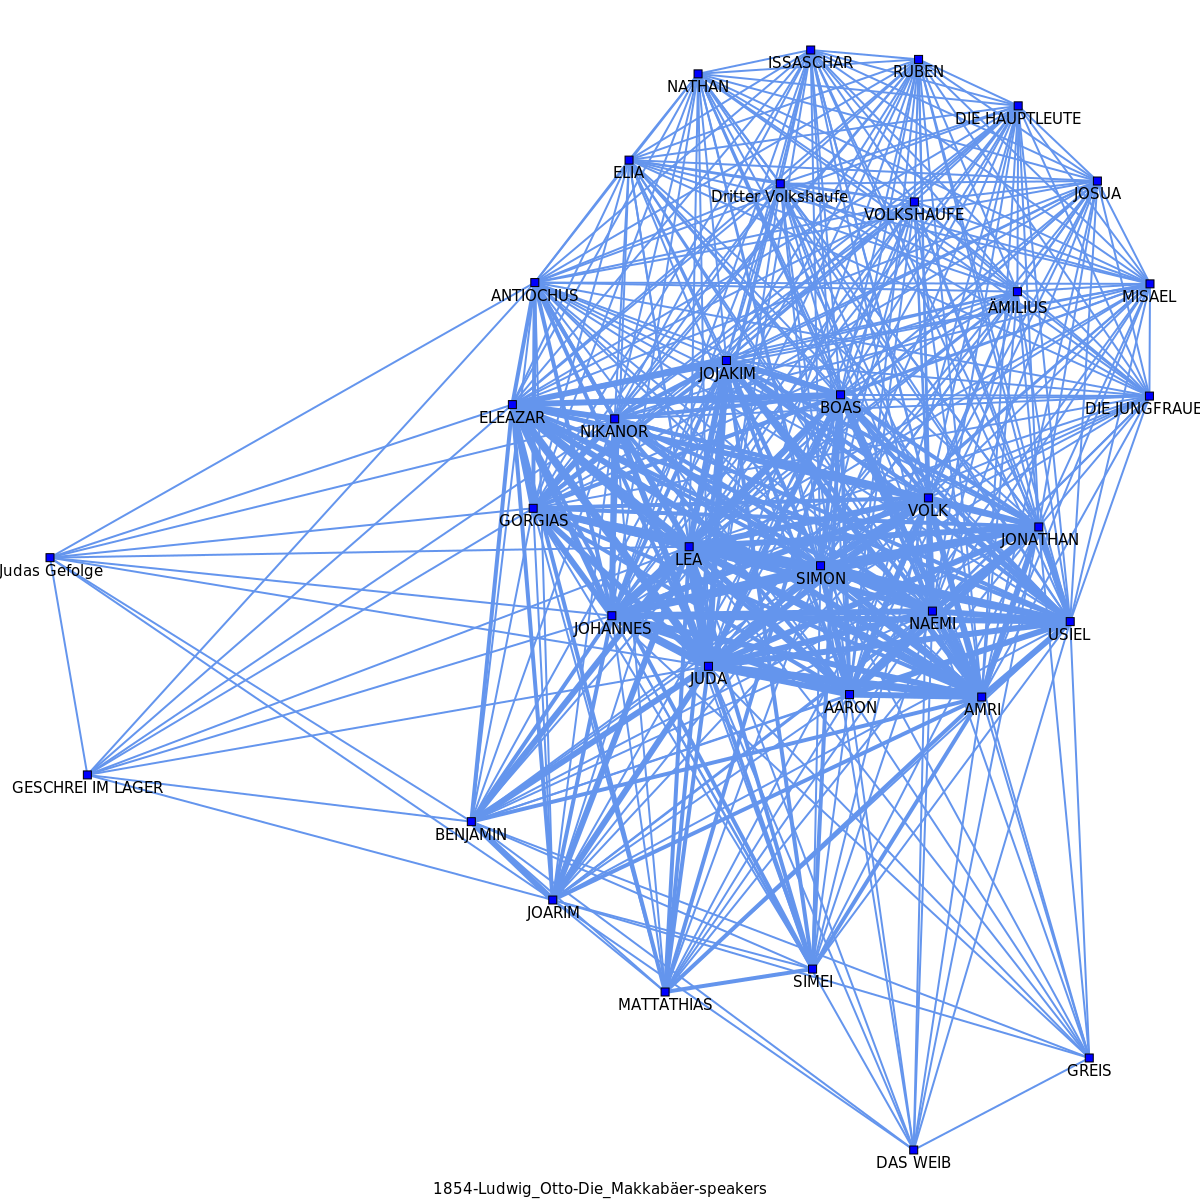 ISSASCHAR
RUBEN
NATHAN
DIE HAUPTLEUTE
ELIA
Dritter Volkshaufe
JOSUA
VOLKSHAUFE
ANTIOCHUS
MISAEL
ÄMILIUS
JOJAKIM
BOAS
DIE JUNGFRAUE
ELEAZAR
NIKANOR
VOLK
GORGIAS
JONATHAN
LEA
Judas Gefolge
SIMON
NAEMI
JOHANNES
USIEL
JUDA
AARON
AMRI
GESCHREI IM LAGER
BENJAMIN
JOARIM
SIMEI
MATTATHIAS
GREIS
DAS WEIB
1854-Ludwig_Otto-Die_Makkabäer-speakers